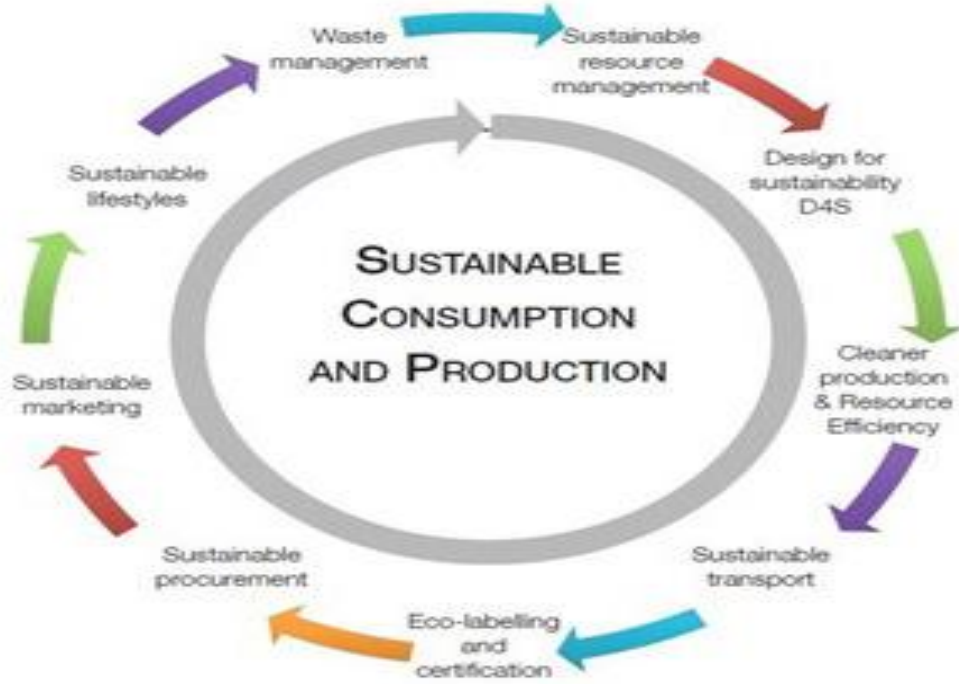 Waste
management
Sustainable
resource
management
Design for
sustainability
D4S
Cleaner
production
& Resource
Efficiency
Sustainable
transport
Eco-labelling
and
certification
Sustainable
procurement
Sustainable
marketing
Sustainable
lifestyles
SUSTAINABLE
CONSUMPTION
AND PRODUCTION